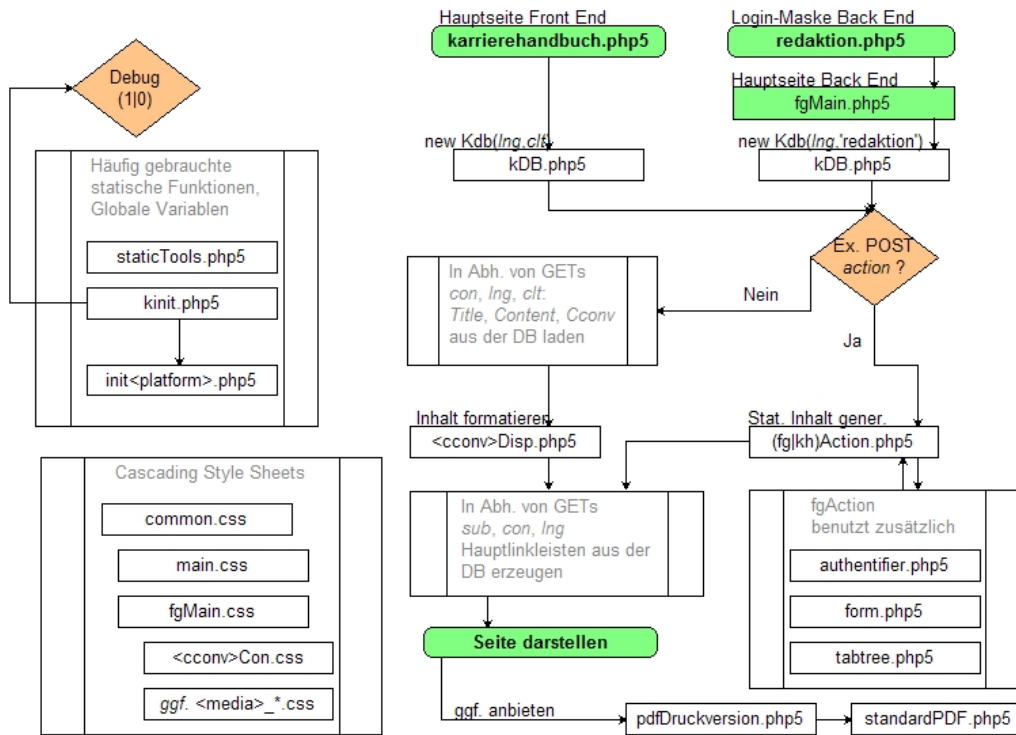 Hauptseite Front End
karrierehandbuch.php5
Login-Maske Back End
redaktion.php5
Hauptseite Back End
fgMain.php5
new Kdb(lng,clt)
kDB.php5
new Kdb(lng,'redaktion')
kDB.php5
Debug
(1|0)
Häufig gebrauchte
statische Funktionen,
Globale Variablen
staticTools.php5
kinit.php5
init<platform>.php5
Ex. POST
action ?
Nein
Ja
In Abh. von GETs
con, lng, clt:
Title, Content, Cconv
aus der DB laden
Inhalt formatieren
<cconv>Disp.php5
Stat. Inhalt gener.
(fg|kh)Action.php5
Cascading Style Sheets
common.css
main.css
fgMain.css
<cconv>Con.css
ggf. <media>_*.css
In Abh. von GETs
sub, con, lng
Hauptlinkleisten aus der
DB erzeugen
fgAction
benutzt zusätzlich
authentifier.php5
form.php5
tabtree.php5
Seite darstellen
ggf. anbieten
pdfDruckversion.php5
standardPDF.php5